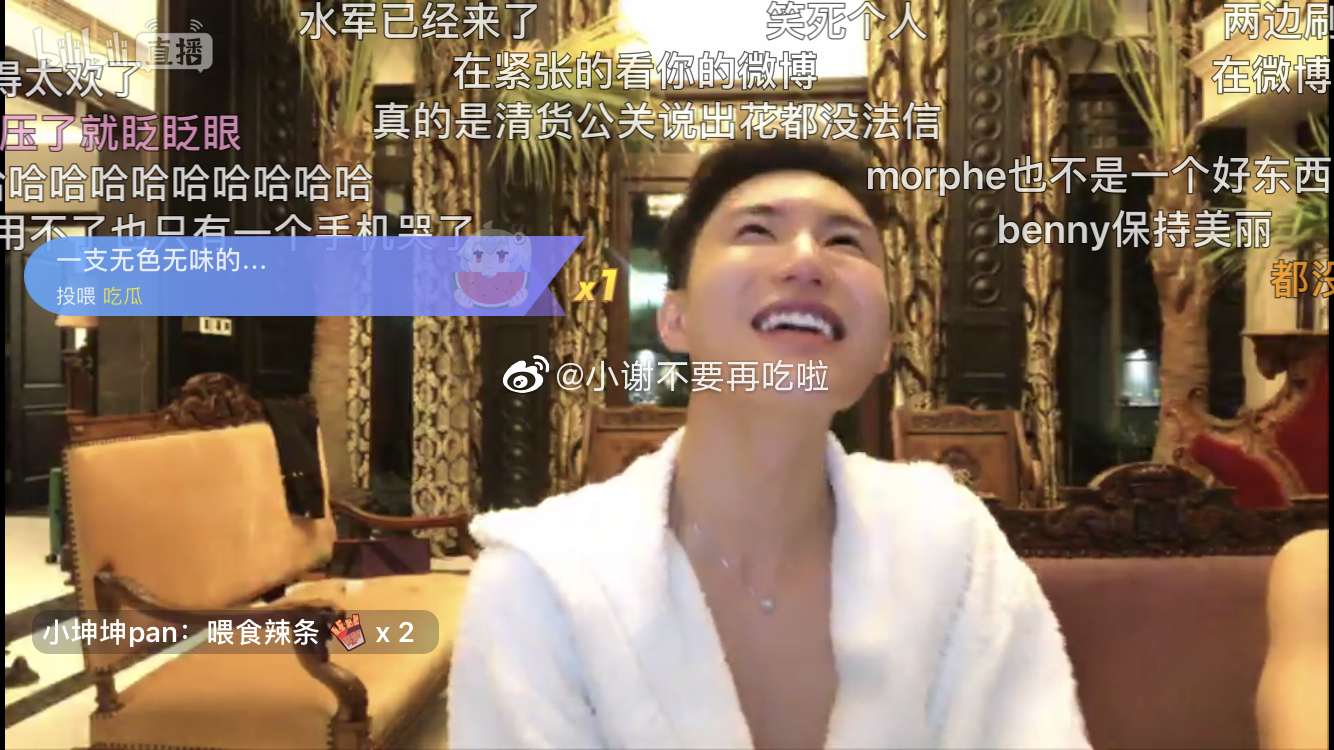 水军已经来了
笑死个人
两边刷
bilibili 直播
得太欢了
在紧张的看你的微博
在微博
压了就眨眨眼
真的是清货公关说出花都没法信
哈哈哈哈哈哈哈哈哈
morphe也不是一个好东西
用不了也只有一个手机哭了
benny保持美丽
一支无色无味的...
都没
投喂 吃瓜
x1
@小谢不要再吃啦
小坤坤pan：喂食辣条 x 2